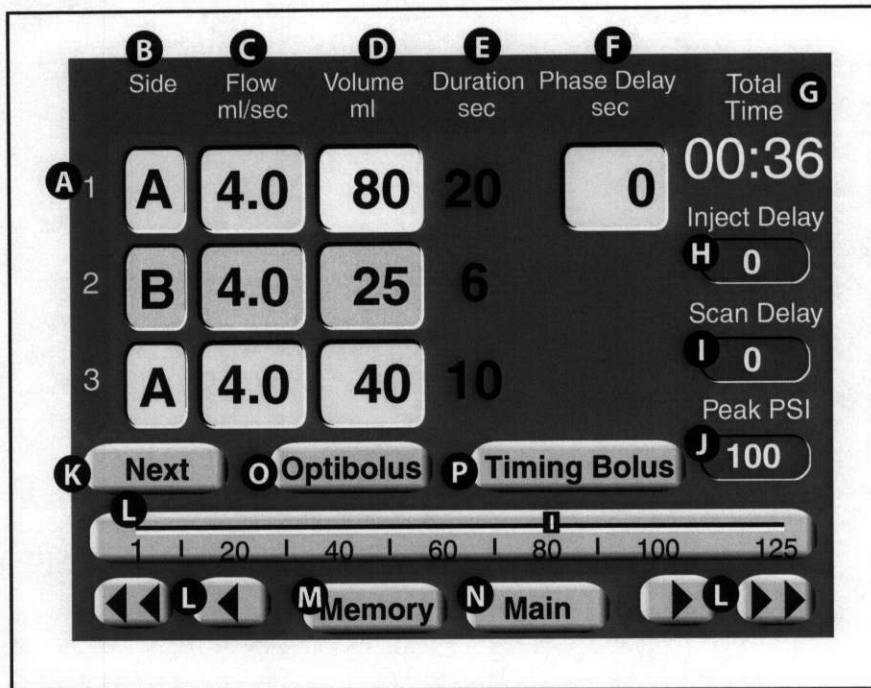 B C D E F
Side Flow Volume Duration Phase Delay Total G
ml/sec ml sec sec Time
00:36
A 1 A 4.0 80 20 0
Inject Delay
H 0
2 B 4.0 25 6
Scan Delay
I 0
3 A 4.0 40 10
Peak PSI
J 100
K Next O Optibolus P Timing Bolus
L
1 20 40 60 80 100 125
L M Memory N Main L